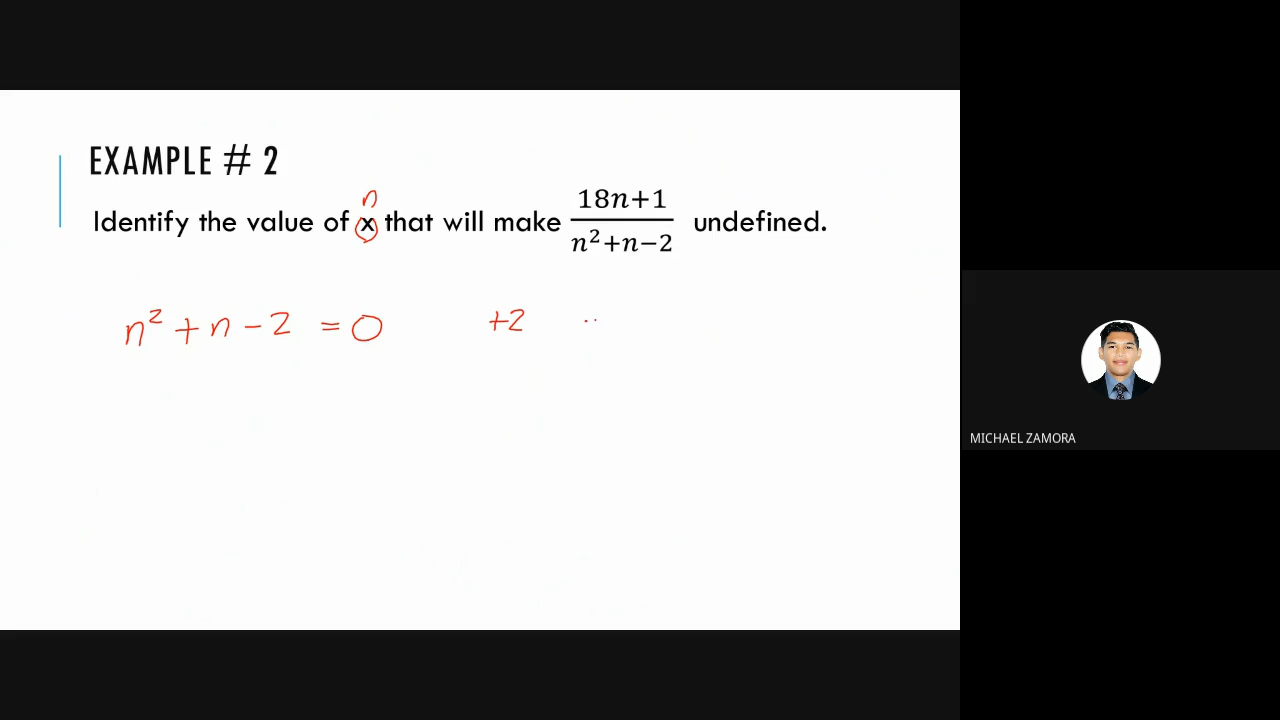 EXAMPLE # 2
n
Identify the value of x that will make \frac{18n+1}{n²+n−2} undefined.
n² + n − 2 = 0 +2
MICHAEL ZAMORA